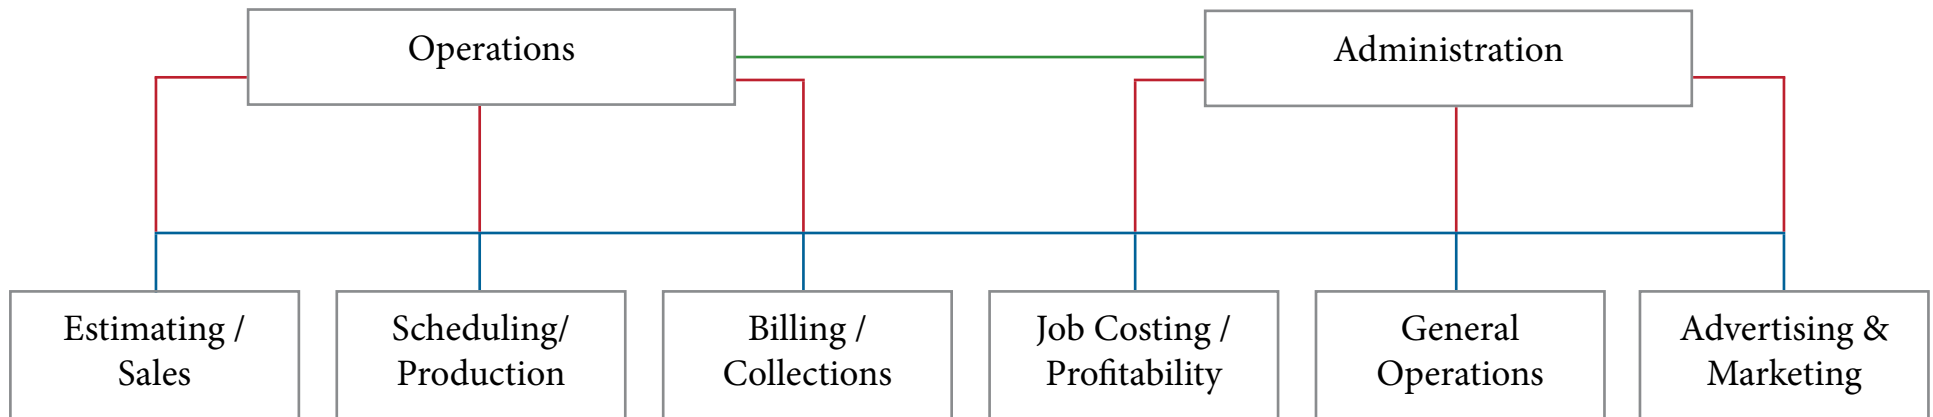 Operations
Administration
Estimating /
Sales
Scheduling/
Production
Billing /
Collections
Job Costing /
Profitability
General
Operations
Advertising &
Marketing